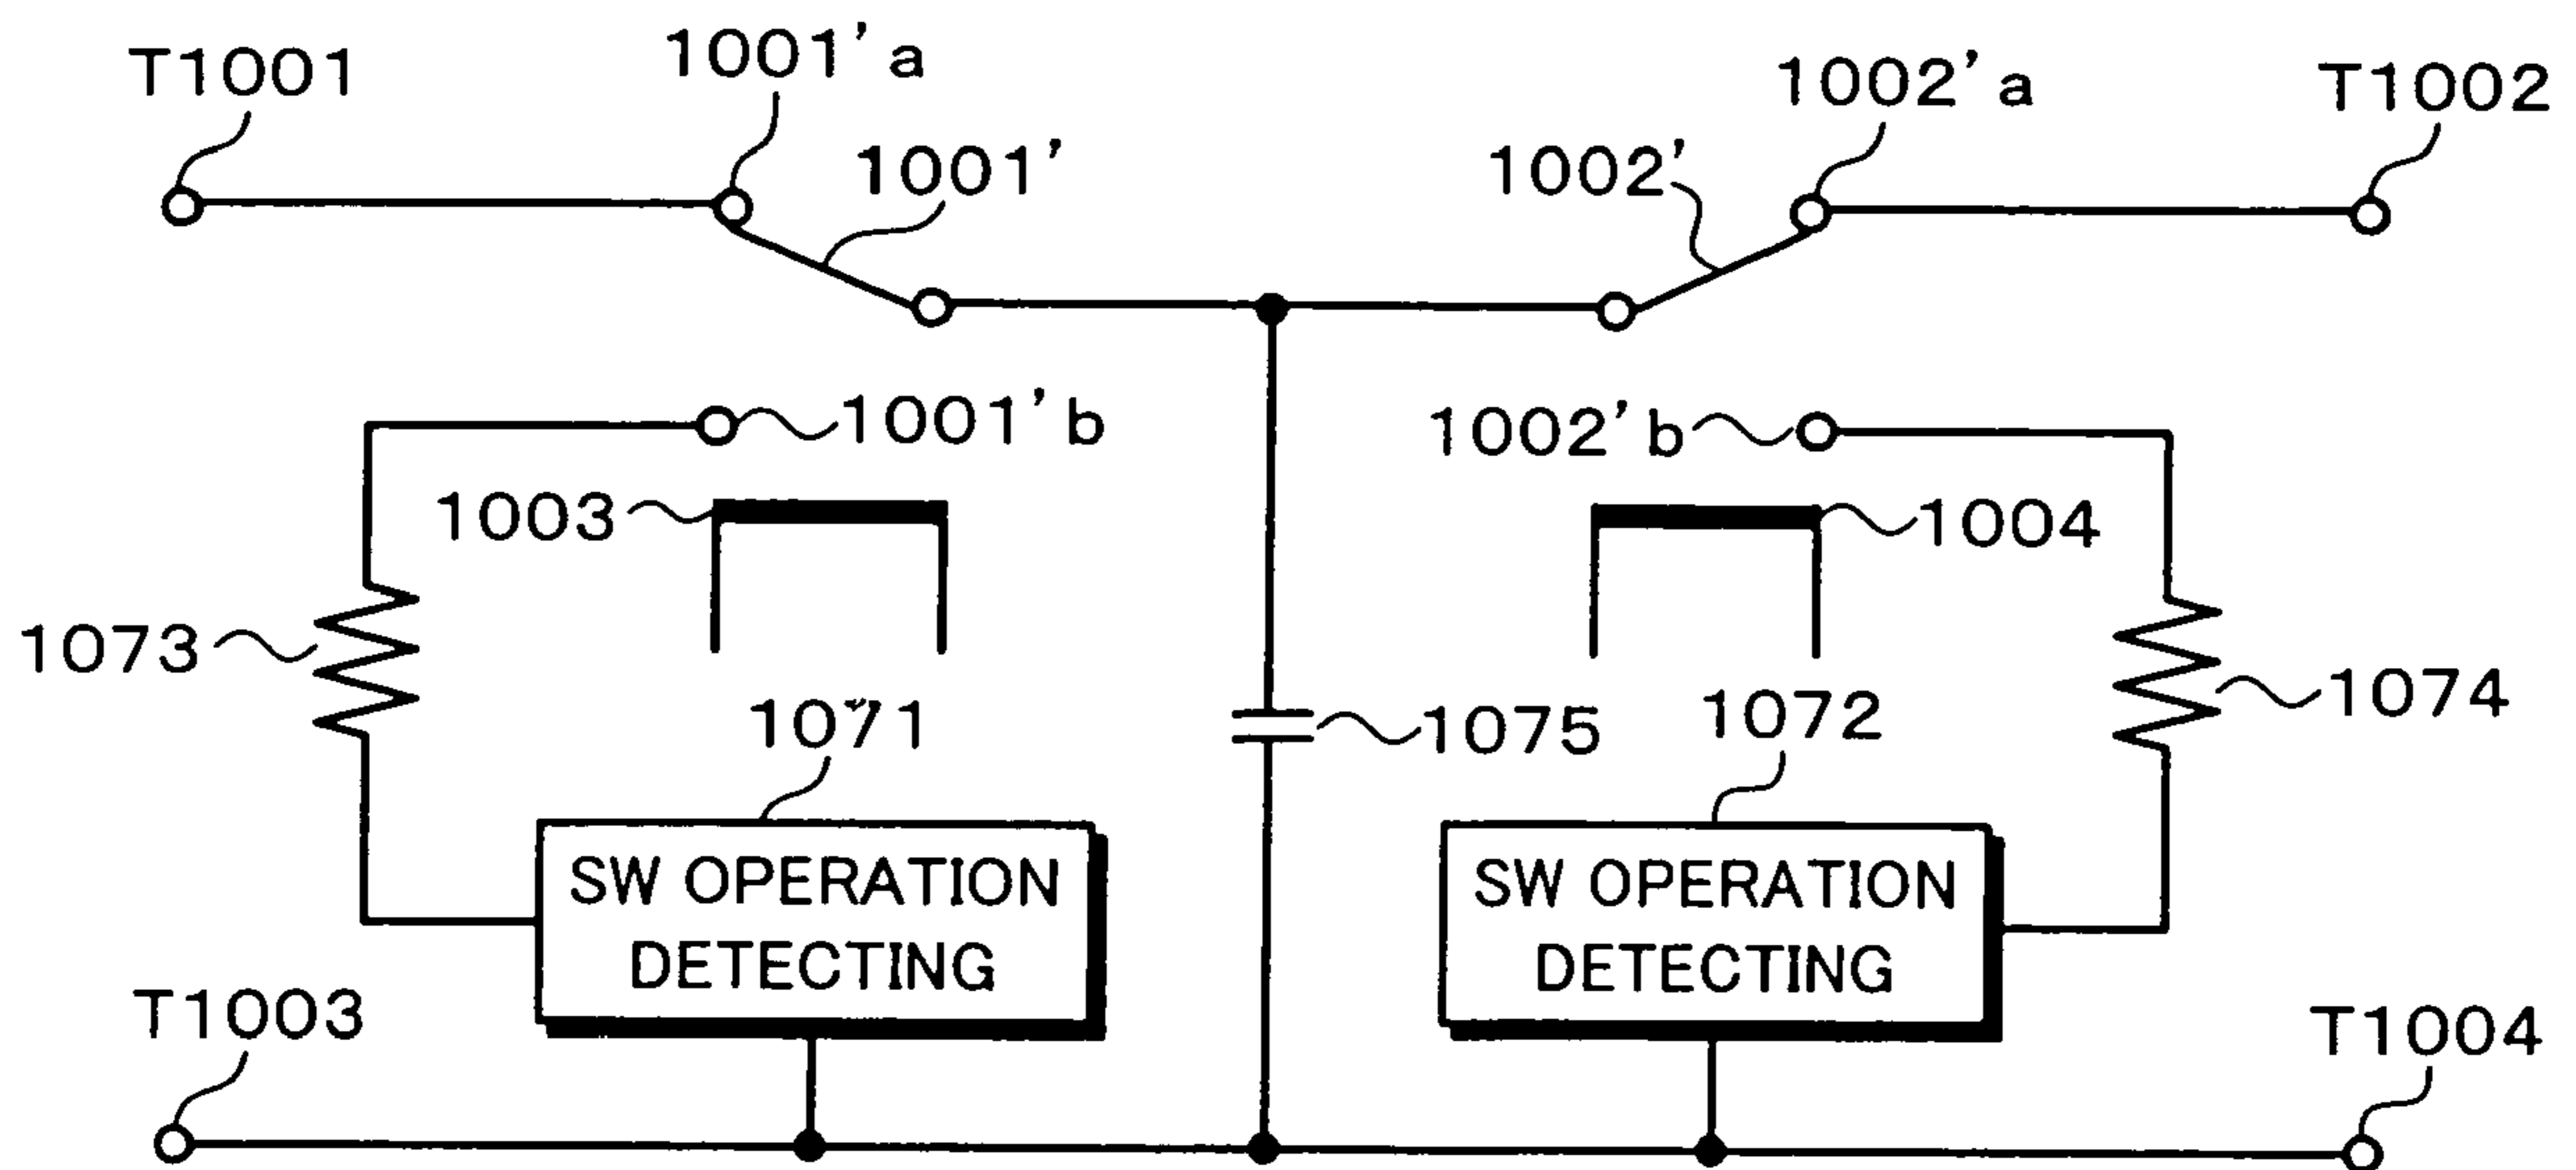 T1001
1001'a
1001'
1002'
1002'a
T1002
1001'b
1002'b
1003
1004
1073
1074
1071
1075
1072
SW OPERATION
DETECTING
SW OPERATION
DETECTING
T1003
T1004